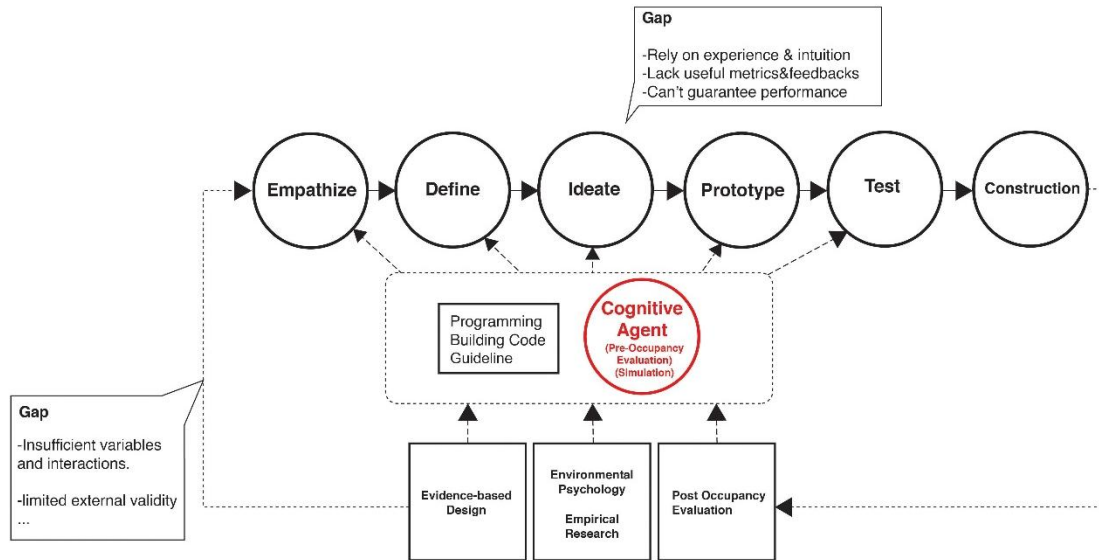 Gap
-Rely on experience & intuition
-Lack useful metrics&feedbacks
-Can't guarantee performance
Empathize
Define
Ideate
Prototype
Test
Construction
Programming
Building Code
Guideline
Cognitive
Agent
(Pre-Occupancy
Evaluation)
(Simulation)
Gap
-Insufficient variables
and interactions.
-limited external validity
...
Evidence-based
Design
Environmental
Psychology
Empirical
Research
Post Occupancy
Evaluation